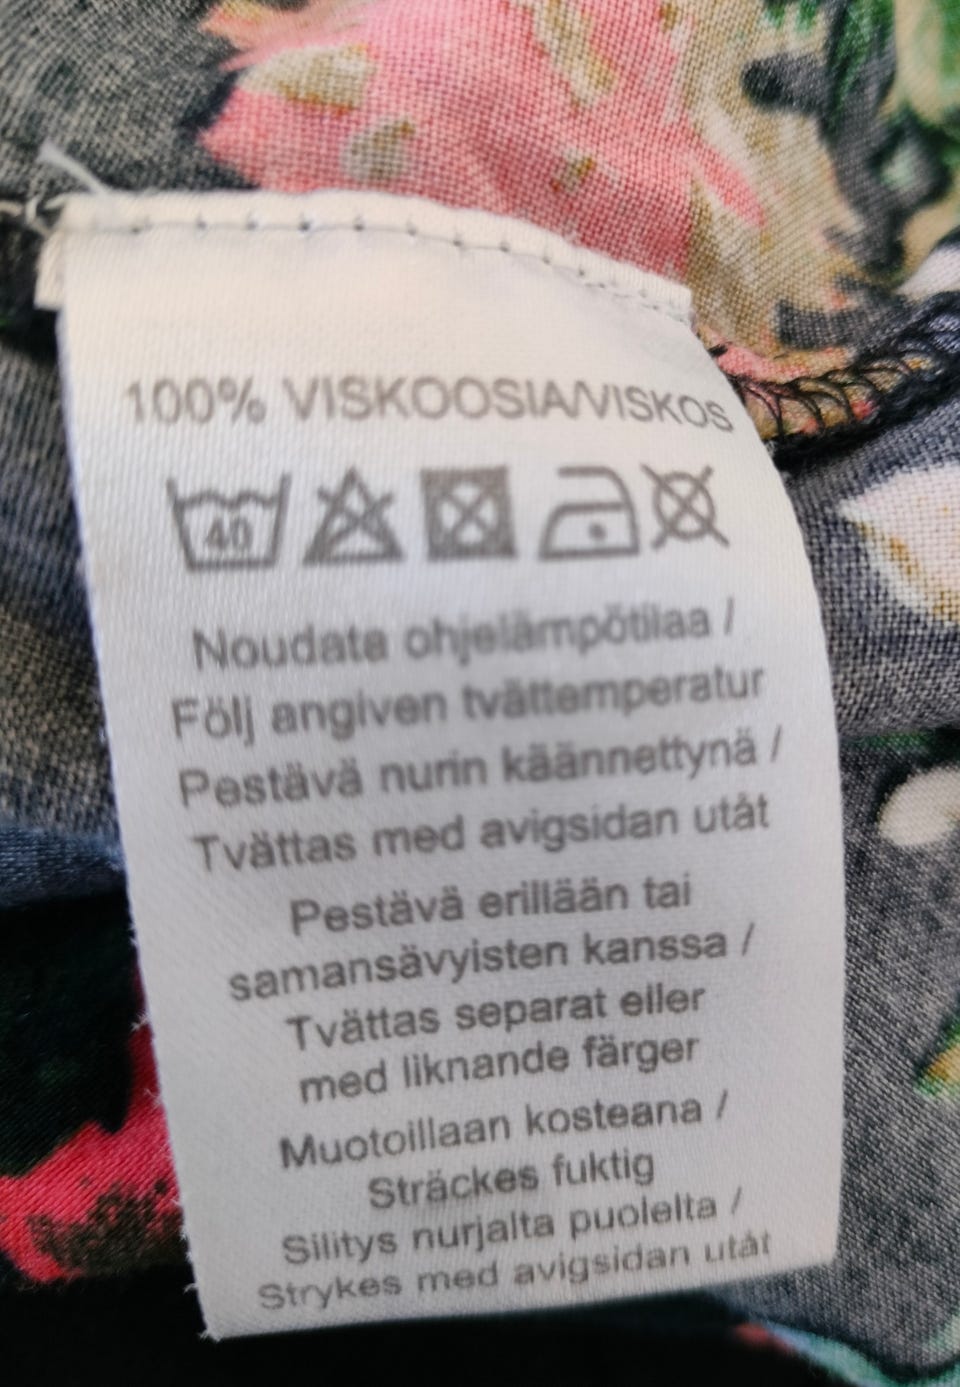 100% VISKOOSIA/VISKOS
40
Noudata ohjelämpötilaa /
Följ angiven tvättemperatur
Pestävä nurin käännettynä /
Tvättas med avigsidan utåt
Pestävä erillään tai
samansävyisten kanssa /
Tvättas separat eller
med liknande färger
Muotoillaan kosteana /
Sträckes fuktig
Silitys nurjalta puolelta /
Strykes med avigsidan utåt